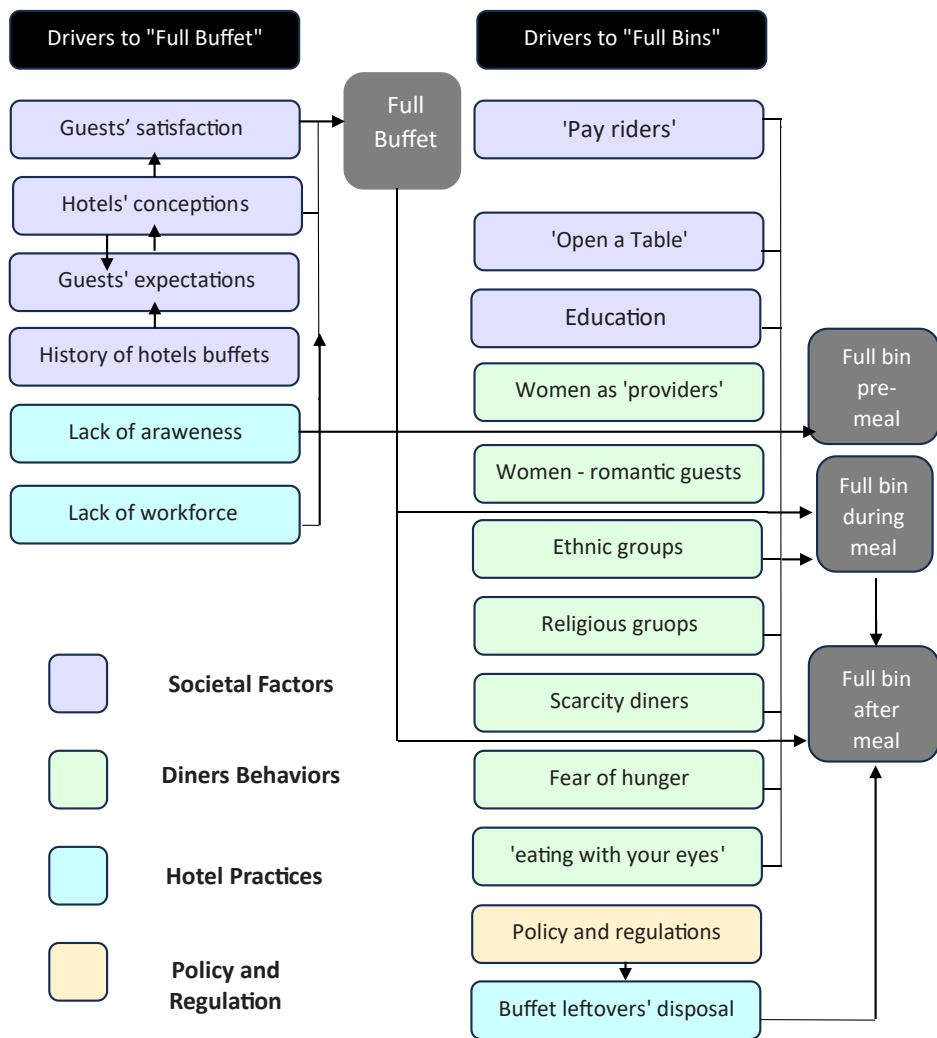 Drivers to "Full Buffet"
Guests' satisfaction
Hotels' conceptions
Guests' expectations
History of hotels buffets
Lack of araweness
Lack of workforce
Full
Buffet
Drivers to "Full Bins"
'Pay riders'
'Open a Table'
Education
Women as 'providers'
Women - romantic guests
Ethnic groups
Religious gruops
Scarcity diners
Fear of hunger
'eating with your eyes'
Policy and regulations
Buffet leftovers' disposal
Full bin
pre-
meal
Full bin
during
meal
Full bin
after
meal
Societal Factors
Diners Behaviors
Hotel Practices
Policy and
Regulation